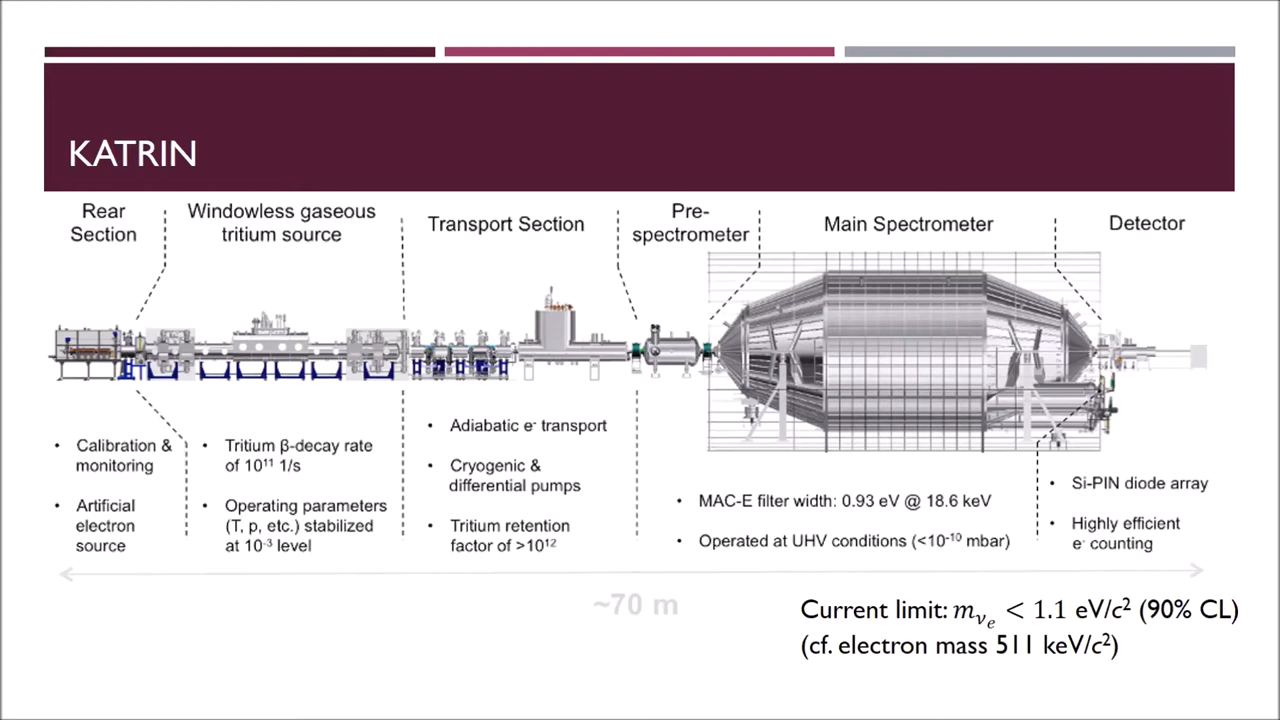 KATRIN
Rear
Section
Windowless gaseous
tritium source
Transport Section
Pre-
spectrometer
Main Spectrometer
Detector
• Calibration &
monitoring
• Artificial
electron
source
• Tritium β-decay rate
of 10¹¹ 1/s
• Operating parameters
(T, p, etc.) stabilized
at 10⁻³ level
• Adiabatic e⁻ transport
• Cryogenic &
differential pumps
• Tritium retention
factor of >10¹²
• MAC-E filter width: 0.93 eV @ 18.6 keV
• Operated at UHV conditions (<10⁻¹⁰ mbar)
• Si-PIN diode array
• Highly efficient
e⁻ counting
~70 m
Current limit: m_νₑ < 1.1 eV/c² (90% CL)
(cf. electron mass 511 keV/c²)